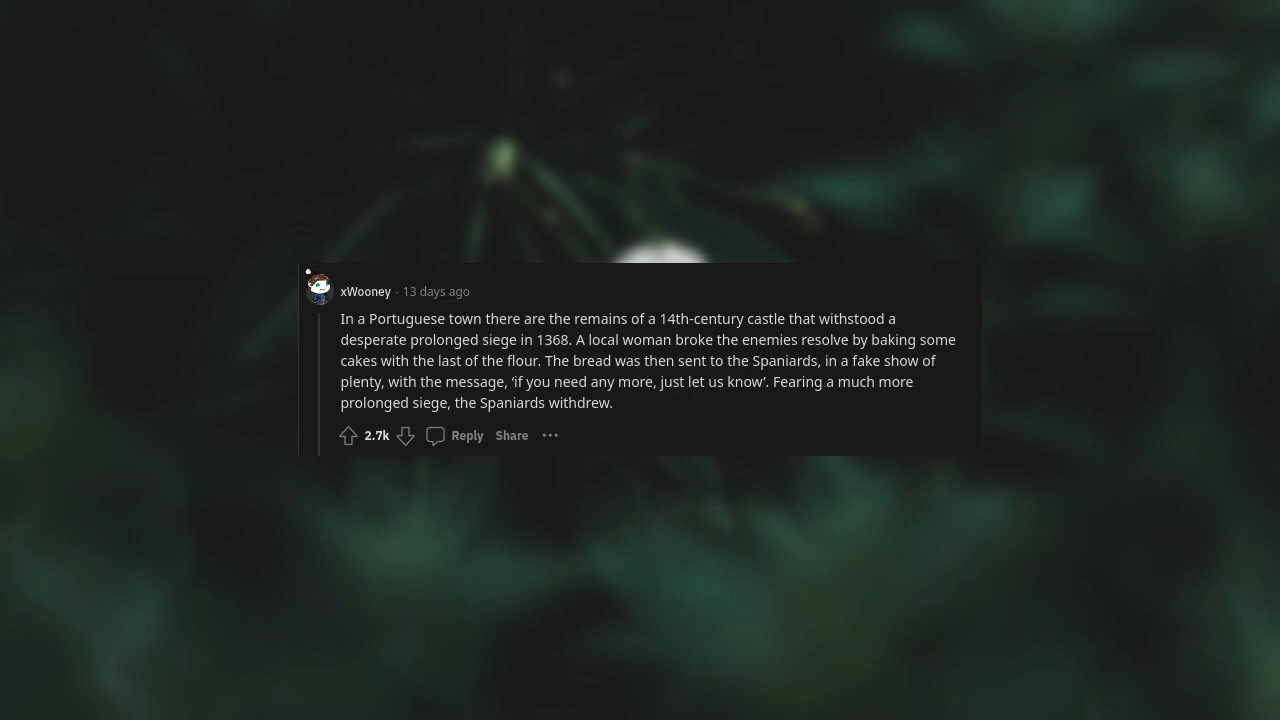 xWooney · 13 days ago
In a Portuguese town there are the remains of a 14th-century castle that withstood a
desperate prolonged siege in 1368. A local woman broke the enemies resolve by baking some
cakes with the last of the flour. The bread was then sent to the Spaniards, in a fake show of
plenty, with the message, ‘if you need any more, just let us know’. Fearing a much more
prolonged siege, the Spaniards withdrew.
2.7k Reply Share ···